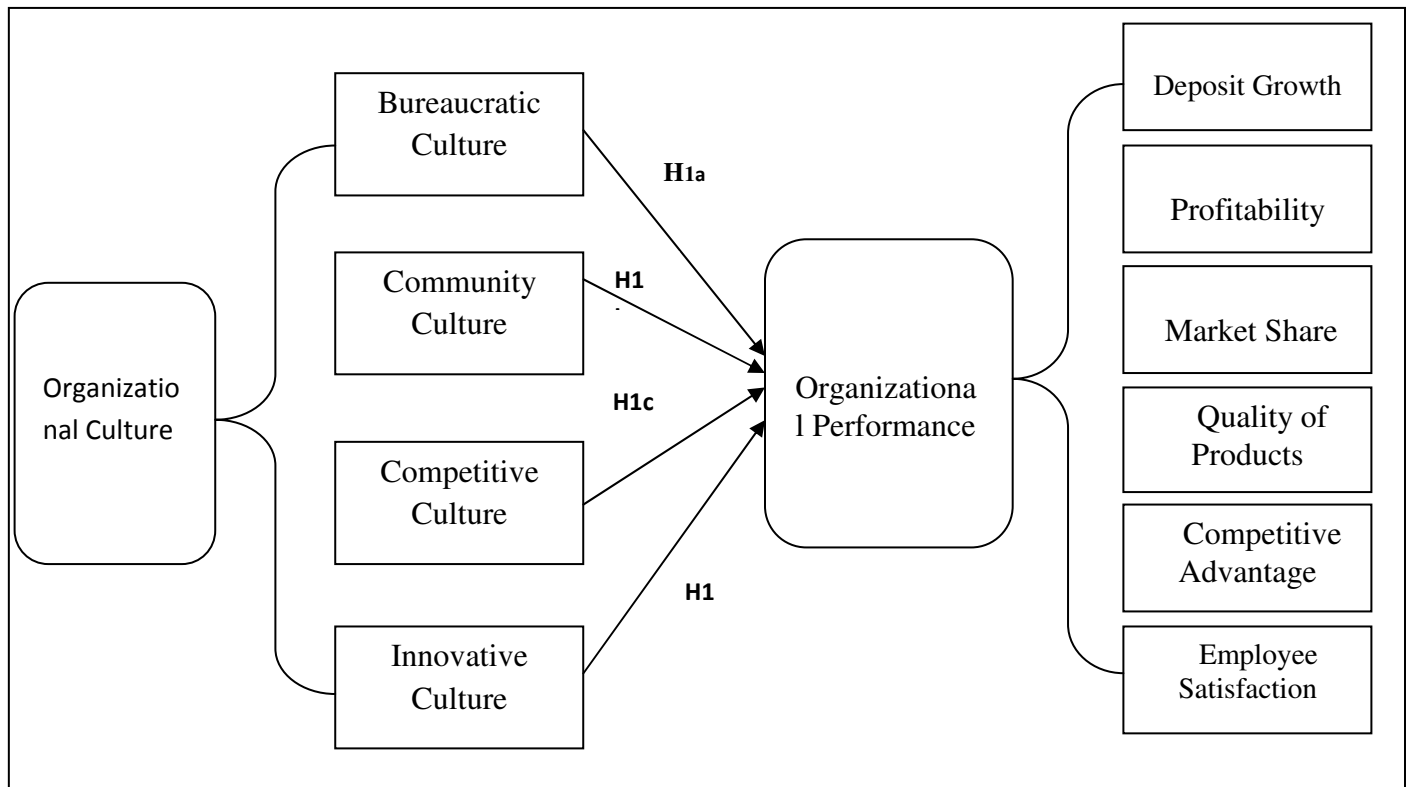 Organizatio
nal Culture
Bureaucratic
Culture
Community
Culture
Competitive
Culture
Innovative
Culture
H1a
H1
H1c
H1
Organizationa
l Performance
Deposit Growth
Profitability
Market Share
Quality of
Products
Competitive
Advantage
Employee
Satisfaction